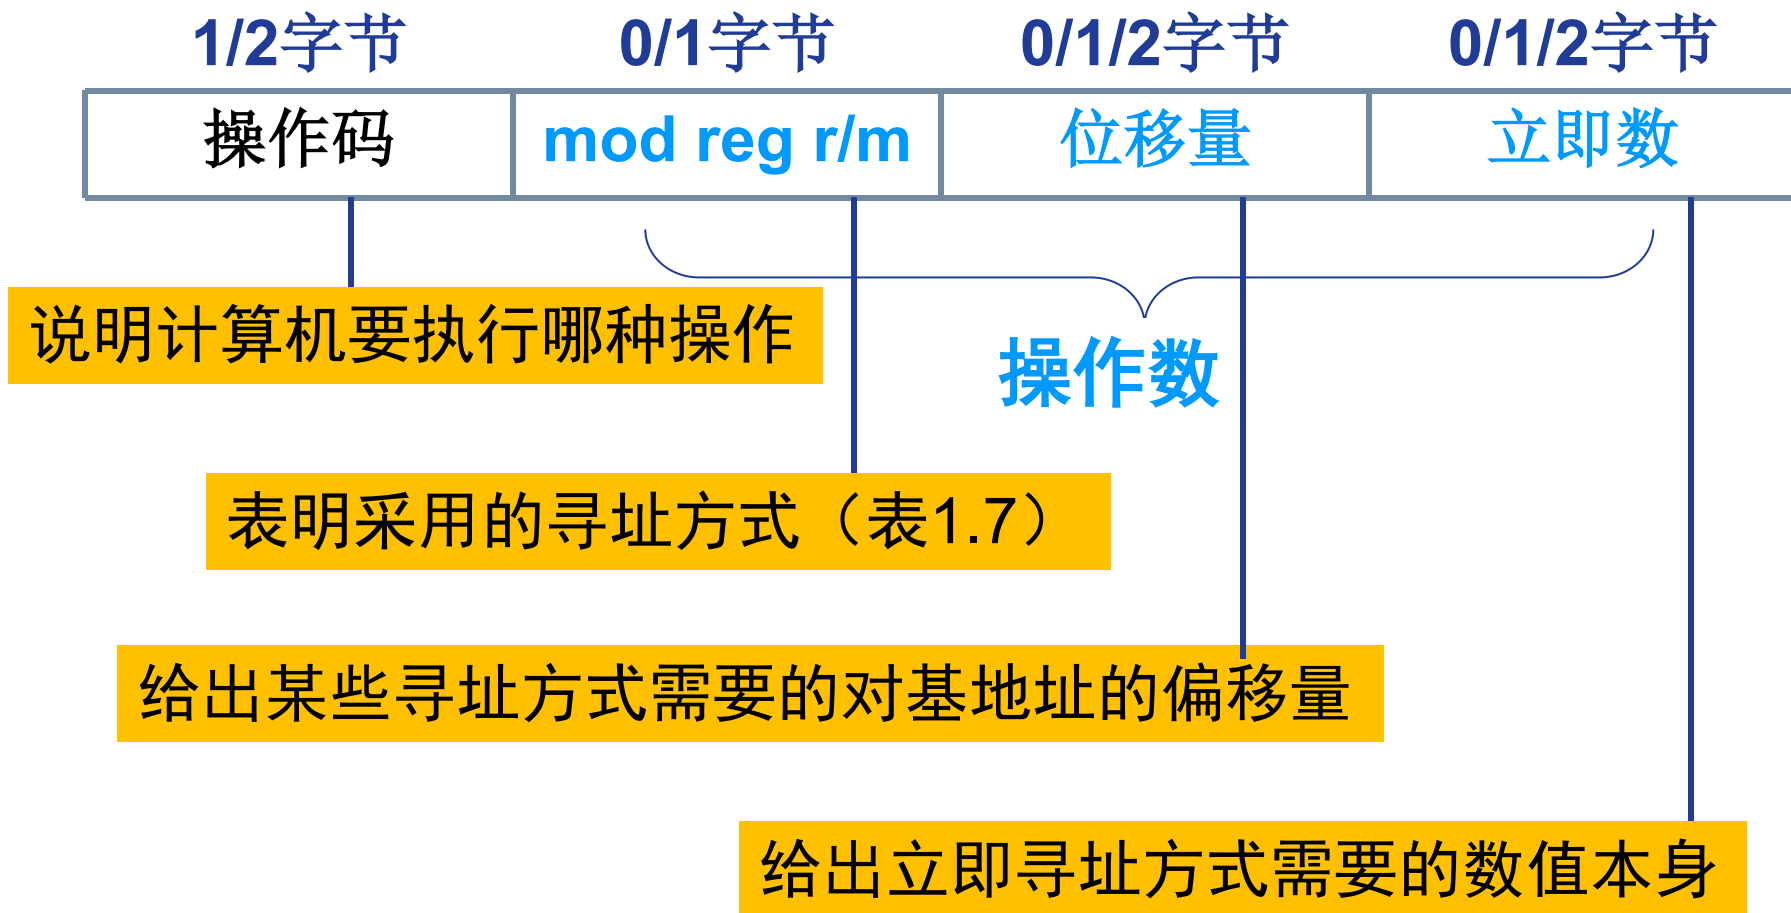 1/2字节 0/1字节 0/1/2字节 0/1/2字节
操作码 mod reg r/m 位移量 立即数
说明计算机要执行哪种操作
操作数
表明采用的寻址方式（表1.7）
给出某些寻址方式需要的对基地址的偏移量
给出立即寻址方式需要的数值本身